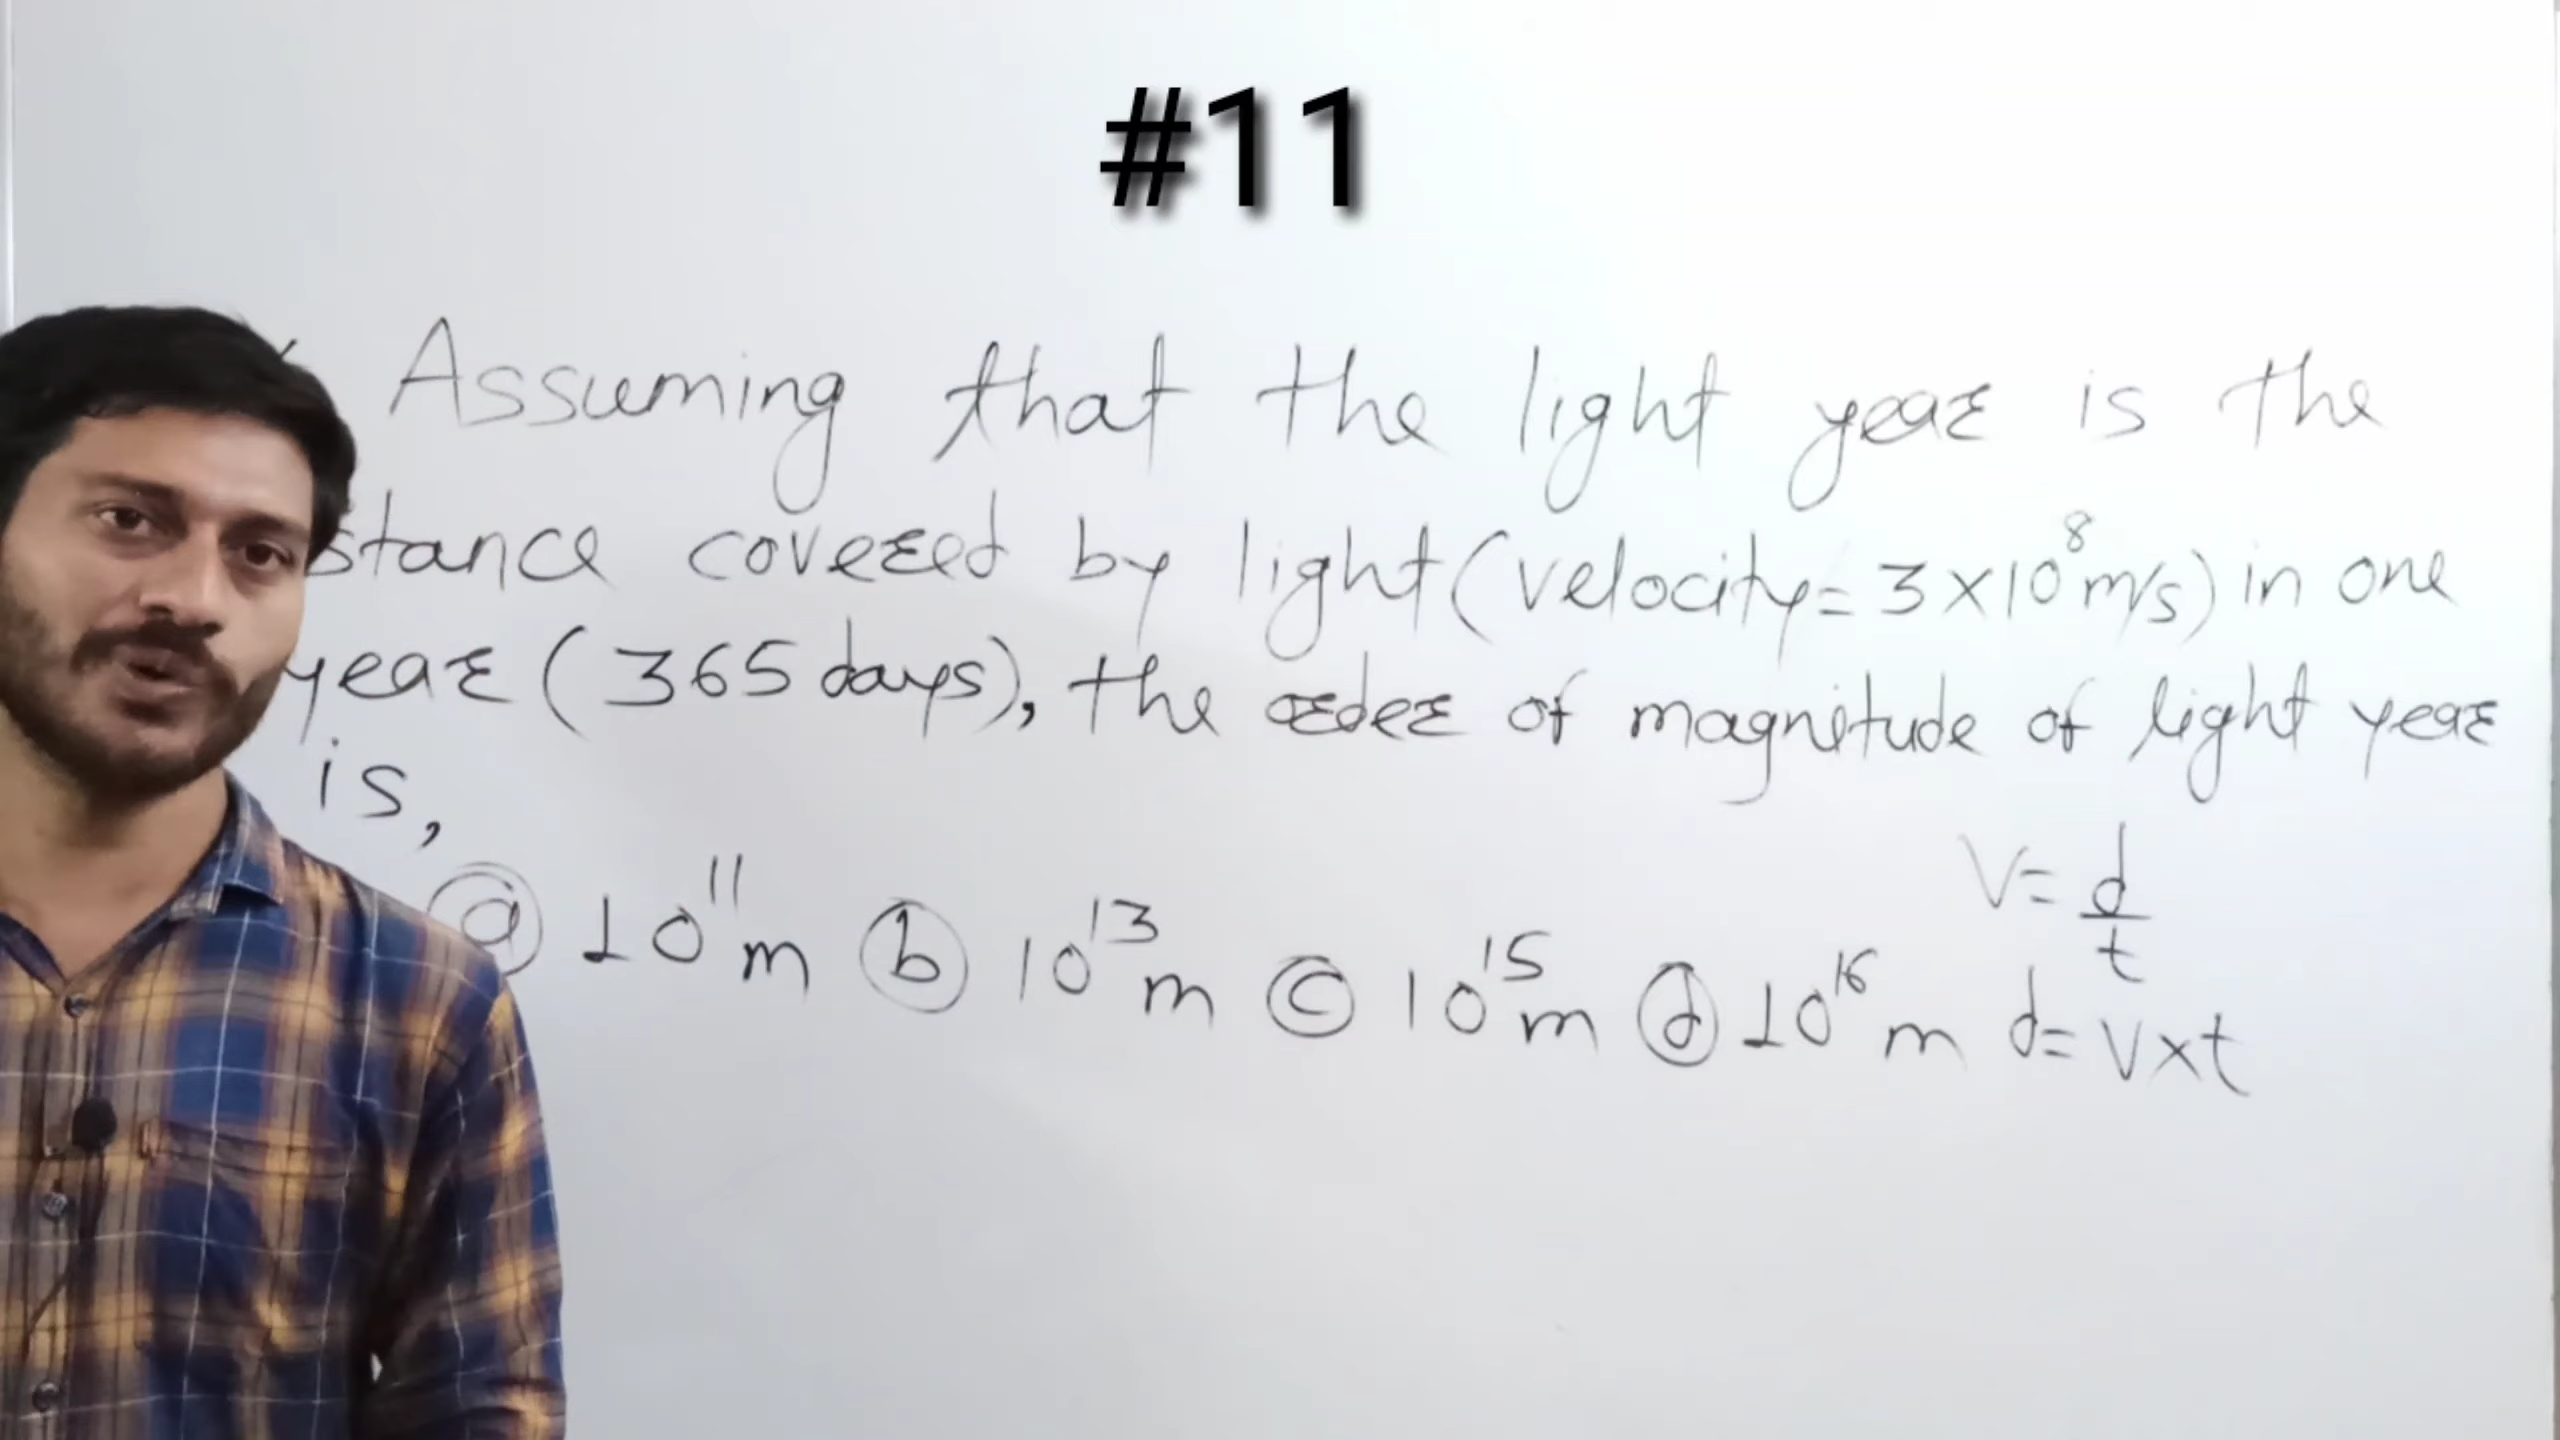 #11
Assuming that the light year is the
stance covered by light (velocity = 3×10⁸ m/s) in one
year (365 days), the order of magnitude of light year
is,
ⓐ 10¹¹ m ⓑ 10¹³ m ⓒ 10¹⁵ m ⓓ 10¹⁶ m
V = d/t
d = V×t